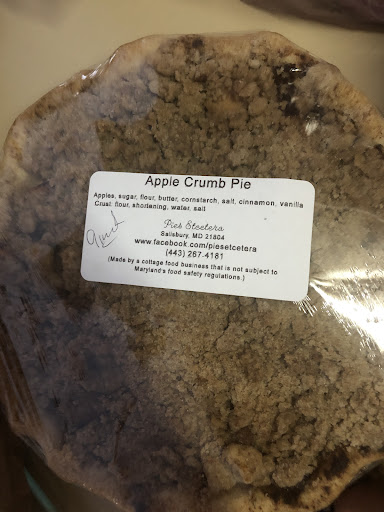 Apple Crumb Pie
Apples, sugar, flour, butter, cornstarch, salt, cinnamon, vanilla
Crust: flour, shortening, water, salt
Pies Etcetera
Salisbury, MD 21804
www.facebook.com/piesetcetera
(443) 267-4181
(Made by a cottage food business that is not subject to
Maryland's food safety regulations.)